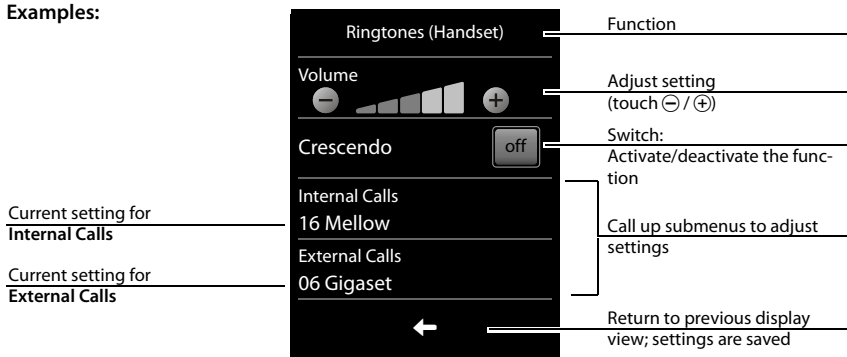 Examples:
Ringtones (Handset)
Volume
Crescendo
off
Internal Calls
16 Mellow
External Calls
06 Gigaset
Current setting for
Internal Calls
Current setting for
External Calls
Function
Adjust setting
(touch − / +)
Switch:
Activate/deactivate the func-
tion
Call up submenus to adjust
settings
Return to previous display
view; settings are saved